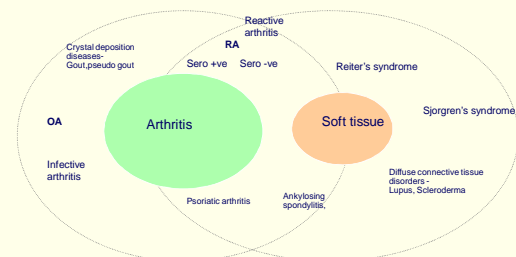 Reactive
arthritis
RA
Crystal deposition
diseases-
Gout,pseudo gout
Sero +ve Sero -ve
Reiter's syndrome
Sjorgren's syndrome
OA
Arthritis
Soft tissue
Infective
arthritis
Diffuse connective tissue
disorders -
Lupus, Scleroderma
Psoriatic arthritis
Ankylosing
spondylitis,